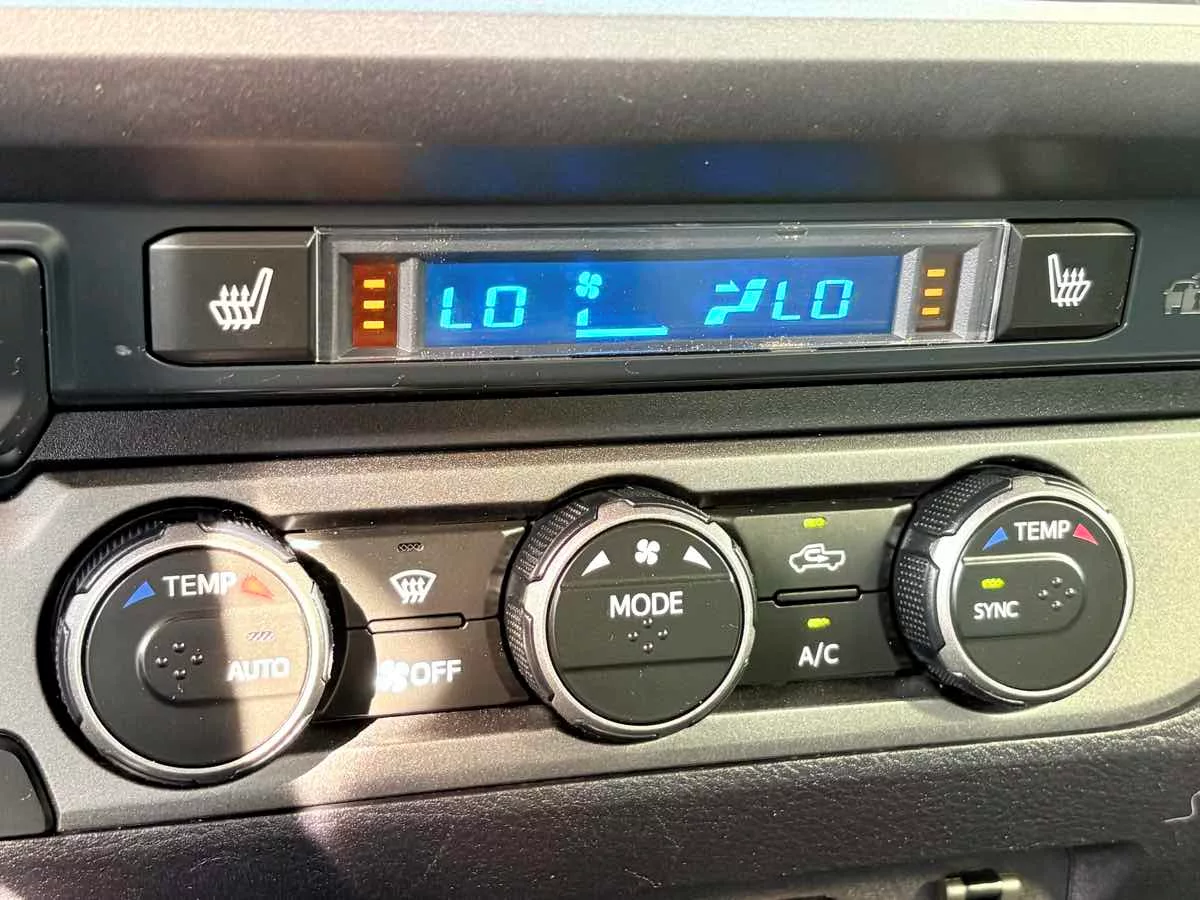 LO LO
TEMP
AUTO
OFF
MODE
A/C
TEMP
SYNC